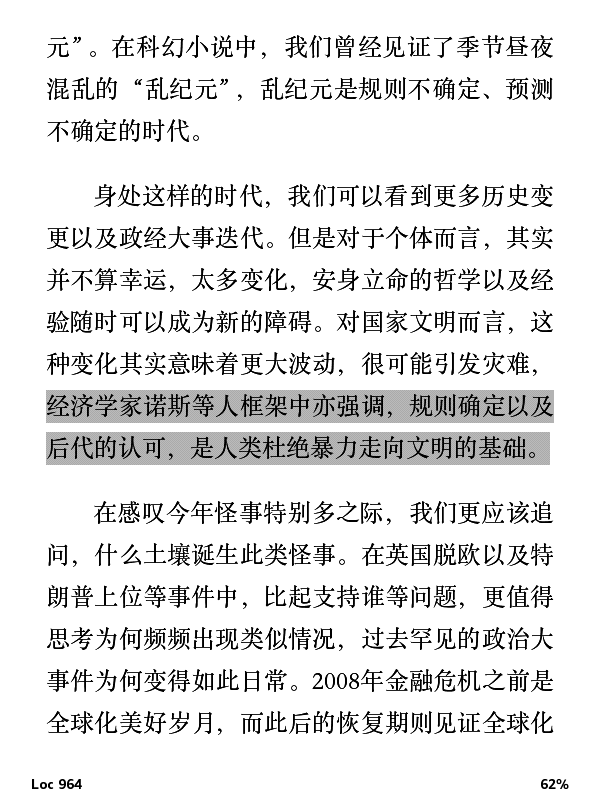 元”。在科幻小说中，我们曾经见证了季节昼夜
混乱的“乱纪元”，乱纪元是规则不确定、预测
不确定的时代。
身处这样的时代，我们可以看到更多历史变
更以及政经大事迭代。但是对于个体而言，其实
并不算幸运，太多变化，安身立命的哲学以及经
验随时可以成为新的障碍。对国家文明而言，这
种变化其实意味着更大波动，很可能引发灾难，
经济学家诺斯等人框架中亦强调，规则确定以及
后代的认可，是人类杜绝暴力走向文明的基础。
在感叹今年怪事特别多之际，我们更应该追
问，什么土壤诞生此类怪事。在英国脱欧以及特
朗普上位等事件中，比起支持谁等问题，更值得
思考为何频频出现类似情况，过去罕见的政治大
事件为何变得如此日常。2008年金融危机之前是
全球化美好岁月，而此后的恢复期则见证全球化
Loc 964
62%